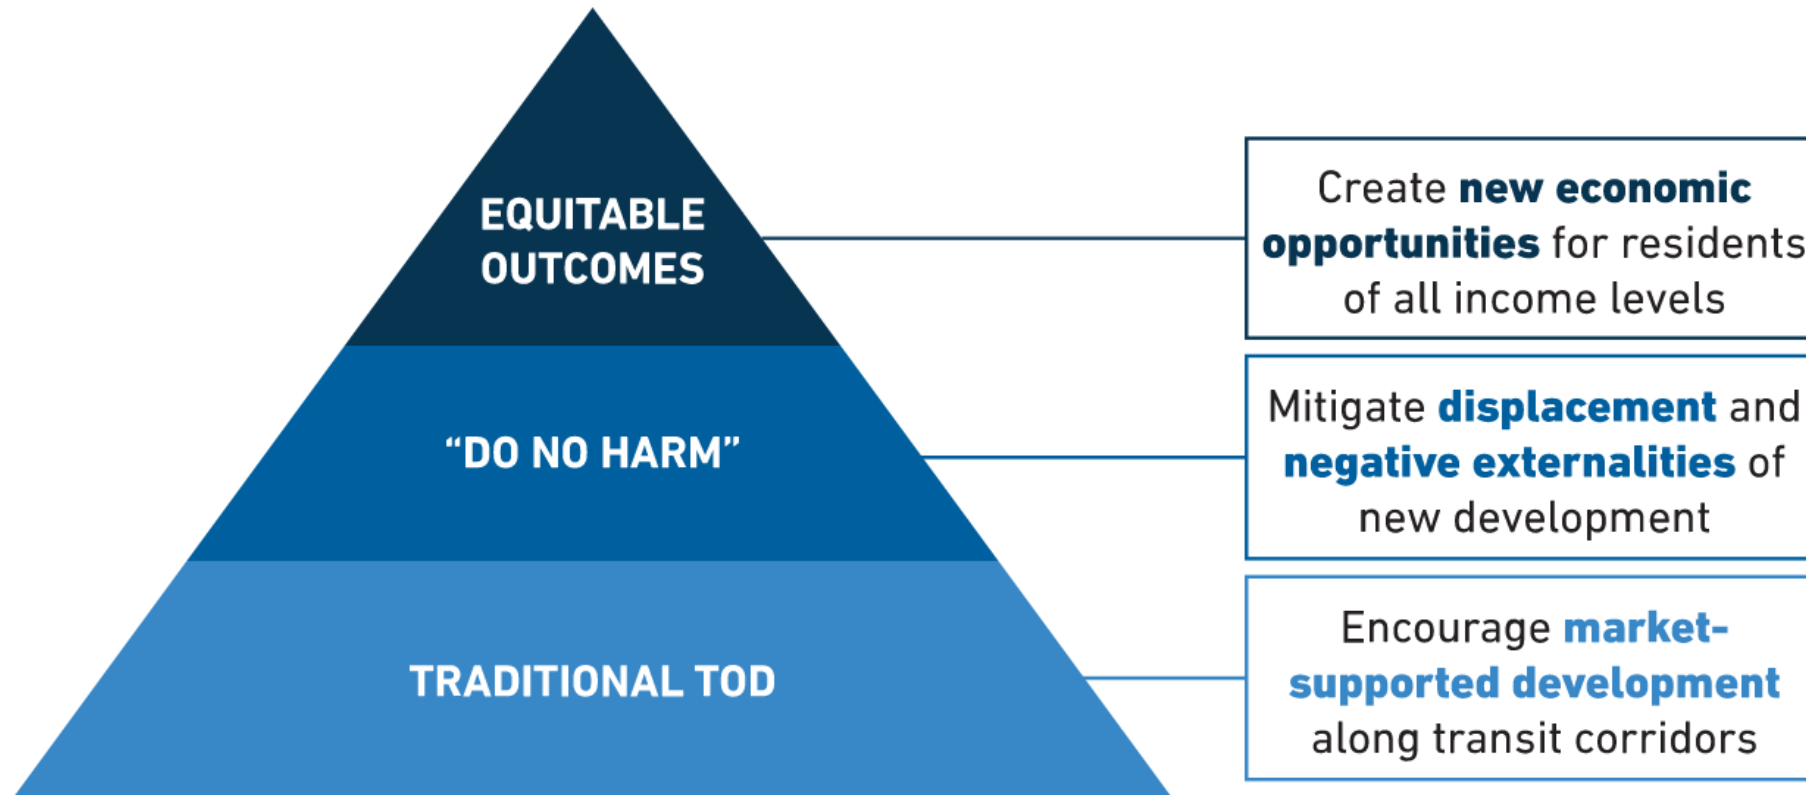 EQUITABLE
OUTCOMES
Create new economic
opportunities for residents
of all income levels
“DO NO HARM”
Mitigate displacement and
negative externalities of
new development
TRADITIONAL TOD
Encourage market-
supported development
along transit corridors